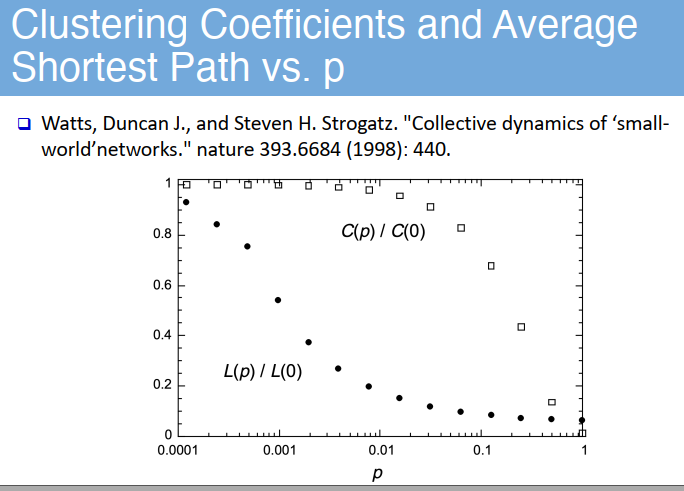 Clustering Coefficients and Average
Shortest Path vs. p
Watts, Duncan J., and Steven H. Strogatz. "Collective dynamics of ‘small-
world’networks." nature 393.6684 (1998): 440.
1
0.8
C(p) / C(0)
0.6
0.4
L(p) / L(0)
0.2
0
0.0001 0.001 0.01 0.1 1
p